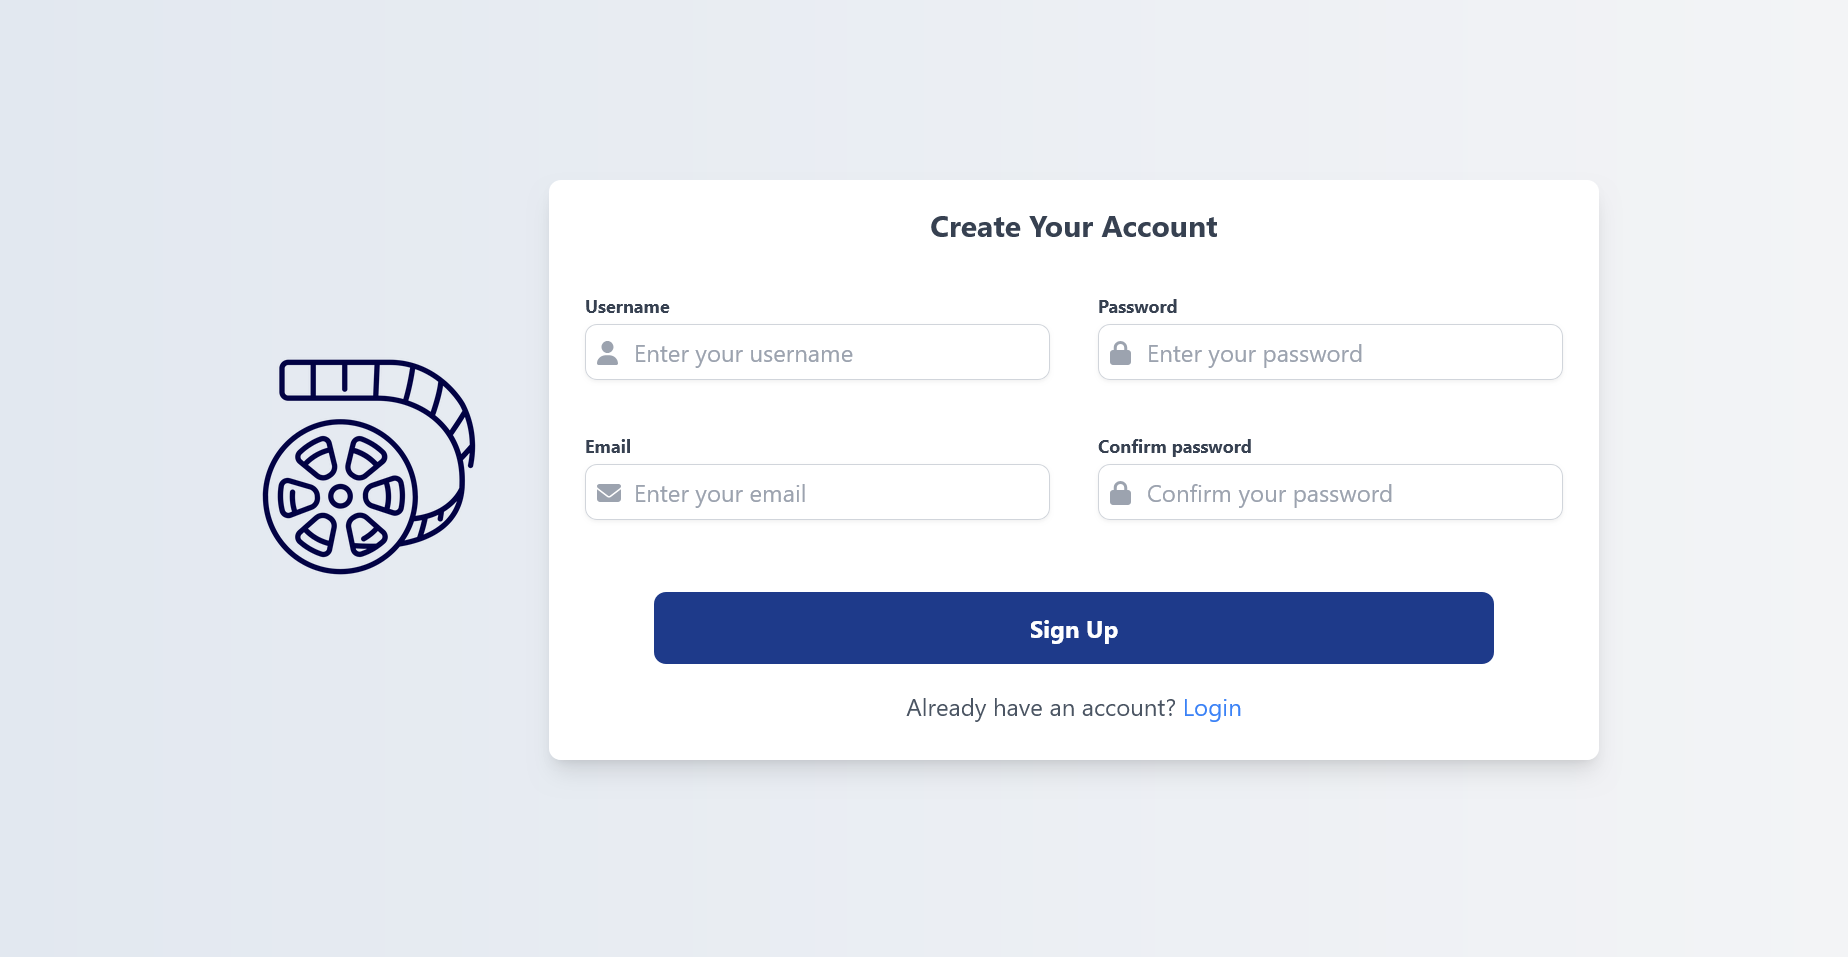 Create Your Account
Username
Enter your username
Password
Enter your password
Email
Enter your email
Confirm password
Confirm your password
Sign Up
Already have an account? Login